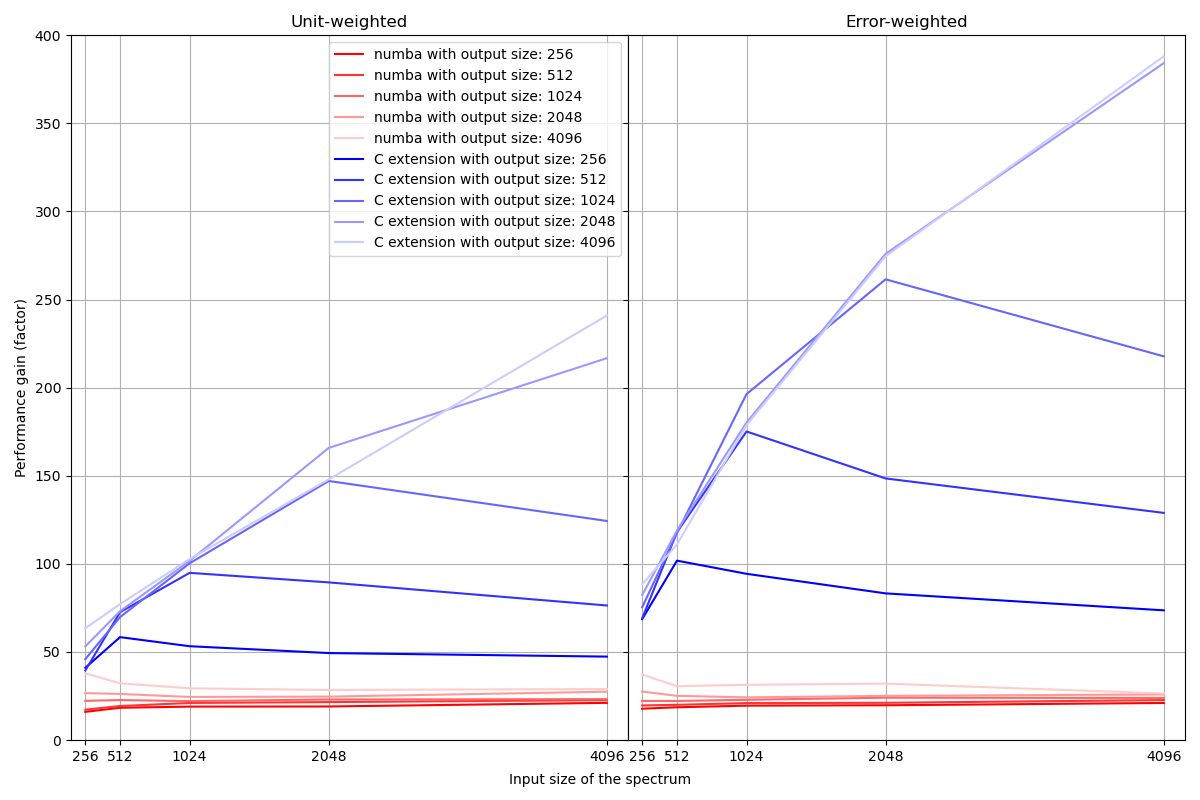 Unit-weighted
Error-weighted
400
350
300
250
200
150
100
50
0
Performance gain (factor)
numba with output size: 256
numba with output size: 512
numba with output size: 1024
numba with output size: 2048
numba with output size: 4096
C extension with output size: 256
C extension with output size: 512
C extension with output size: 1024
C extension with output size: 2048
C extension with output size: 4096
256 512 1024 2048 4096
256 512 1024 2048 4096
Input size of the spectrum